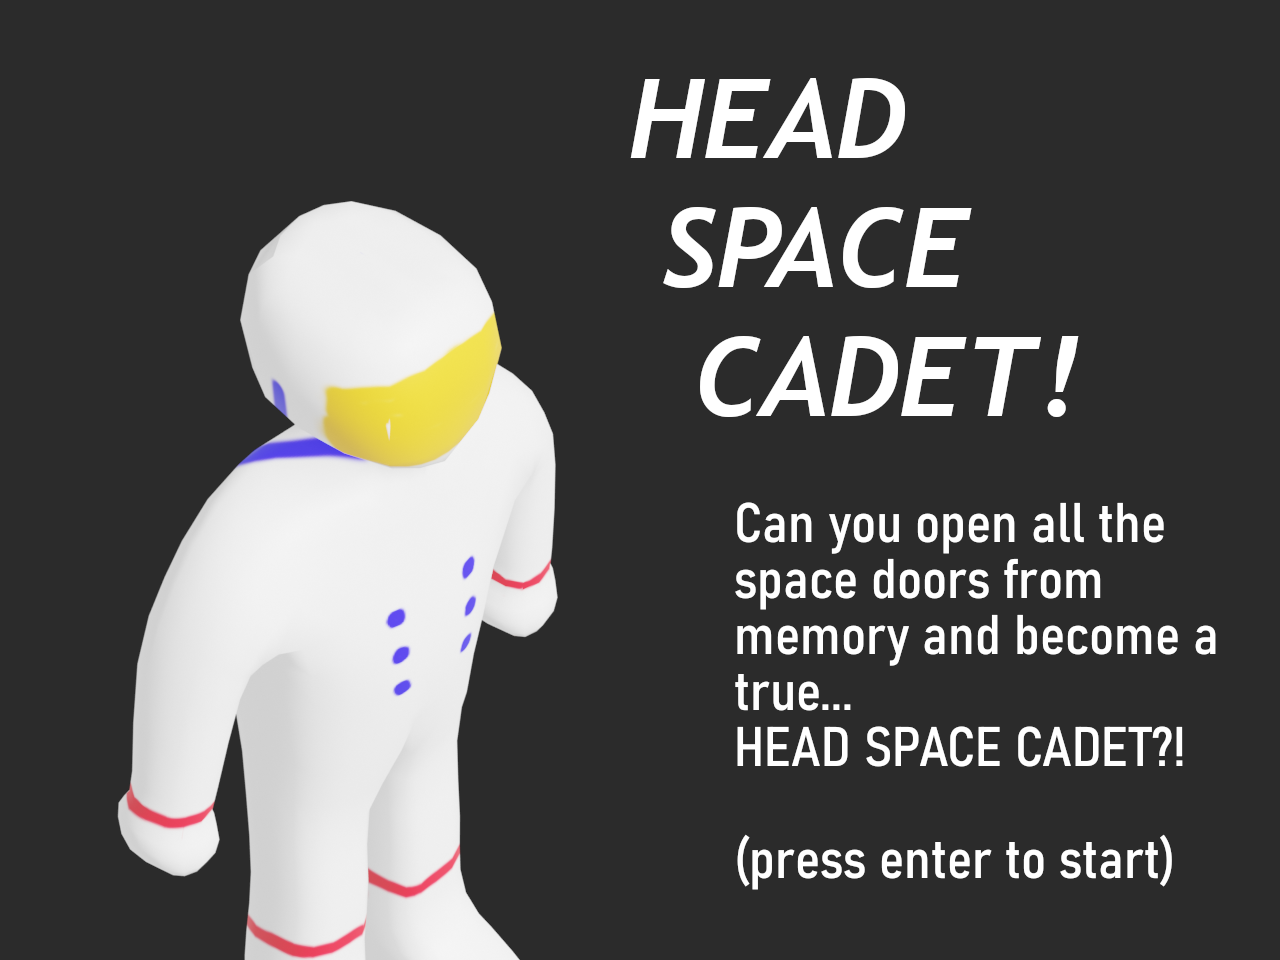 HEAD
SPACE
CADET!
Can you open all the
space doors from
memory and become a
true...
HEAD SPACE CADET?!
(press enter to start)